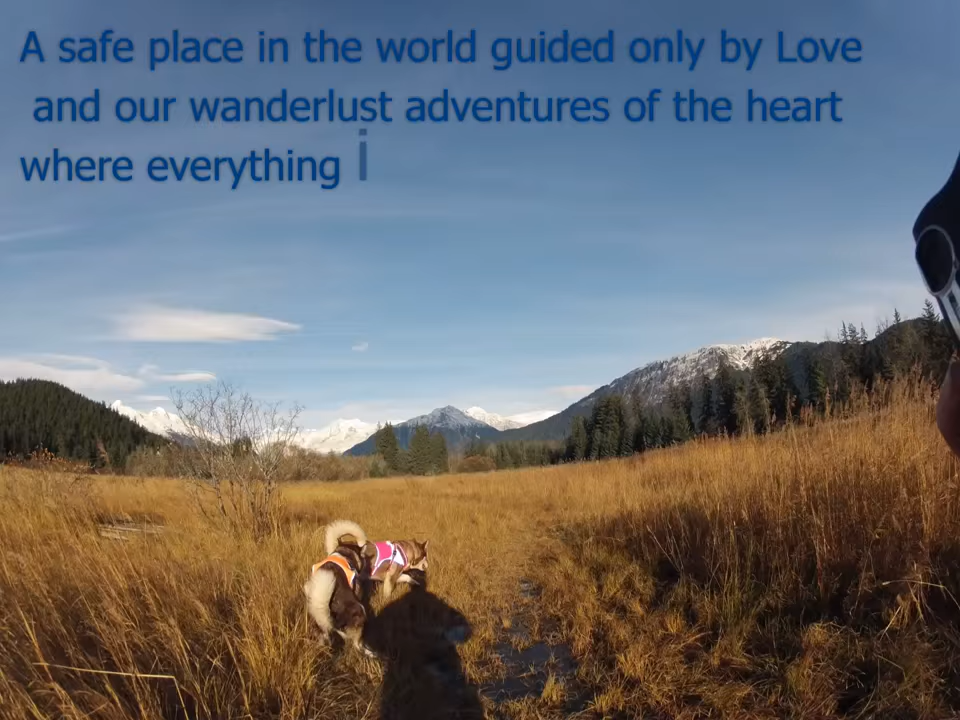 A safe place in the world guided only by Love
and our wanderlust adventures of the heart
where everything i